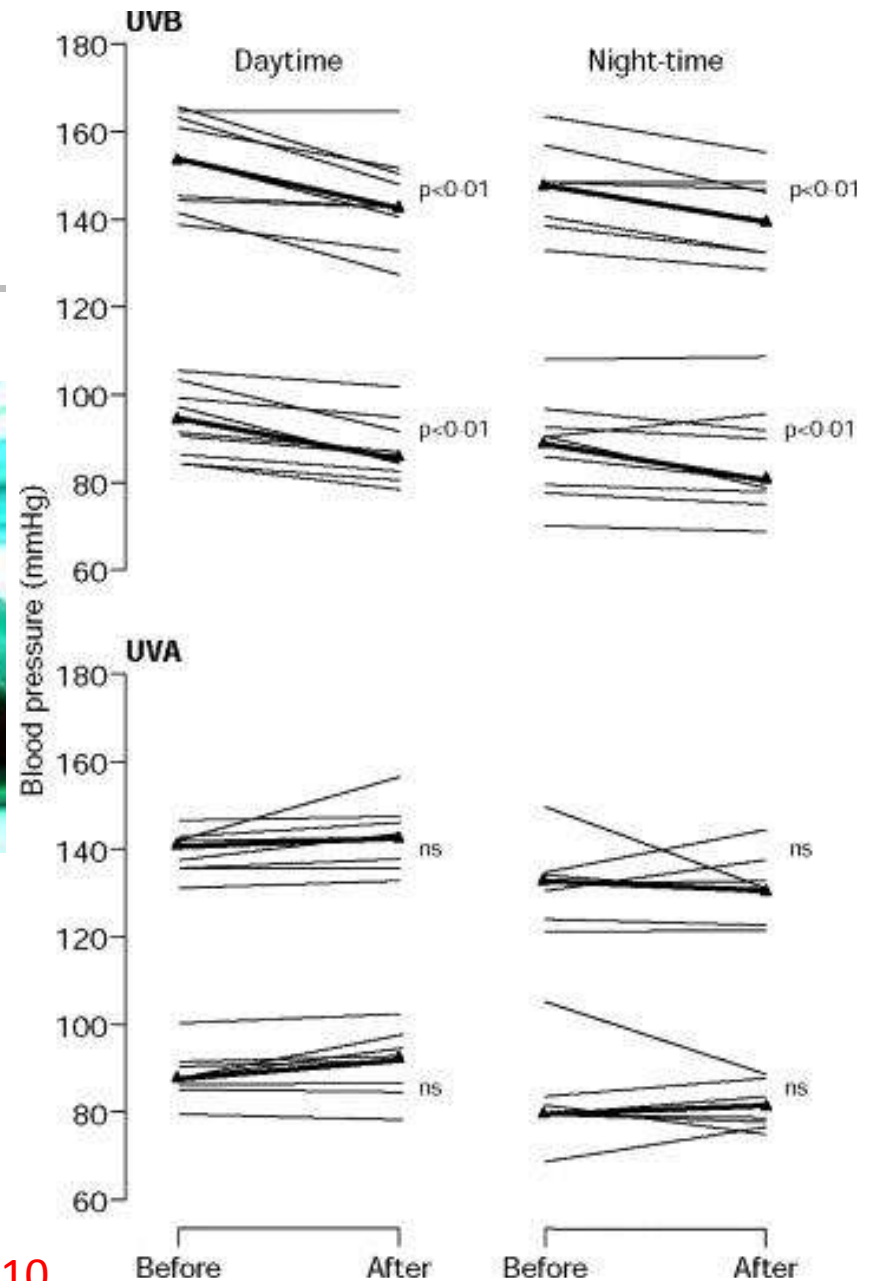 UVB
180
Daytime
Night-time
160
p<0·01
p<0·01
140
120
100
p<0·01
p<0·01
80
60
Blood pressure (mmHg)
UVA
180
160
140
ns
ns
120
100
ns
ns
80
60
Before
After
Before
After
10